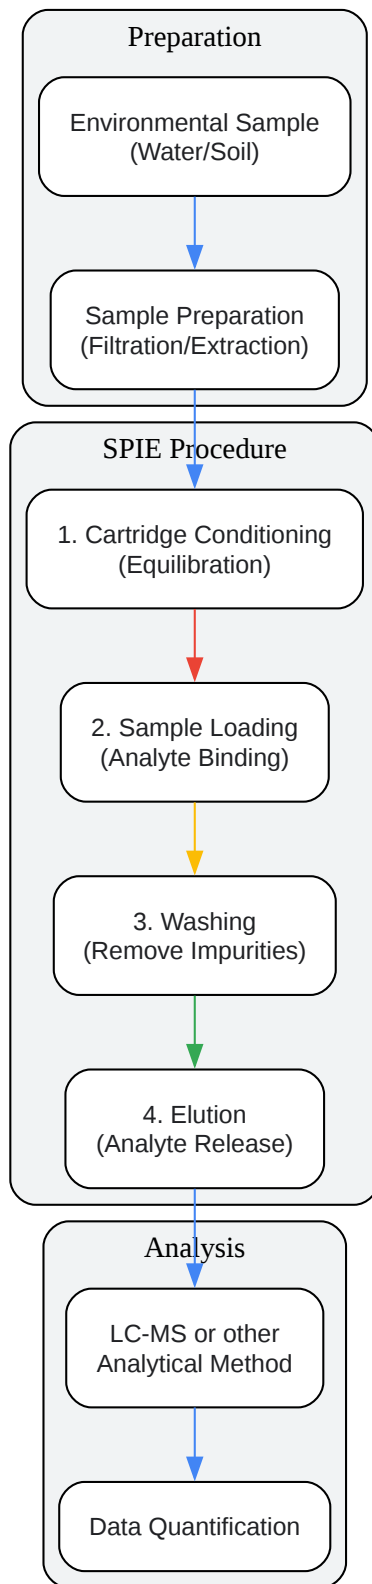 Preparation
Environmental Sample
(Water/Soil)
Sample Preparation
(Filtration/Extraction)
SPIE Procedure
1. Cartridge Conditioning
(Equilibration)
2. Sample Loading
(Analyte Binding)
3. Washing
(Remove Impurities)
4. Elution
(Analyte Release)
Analysis
LC-MS or other
Analytical Method
Data Quantification